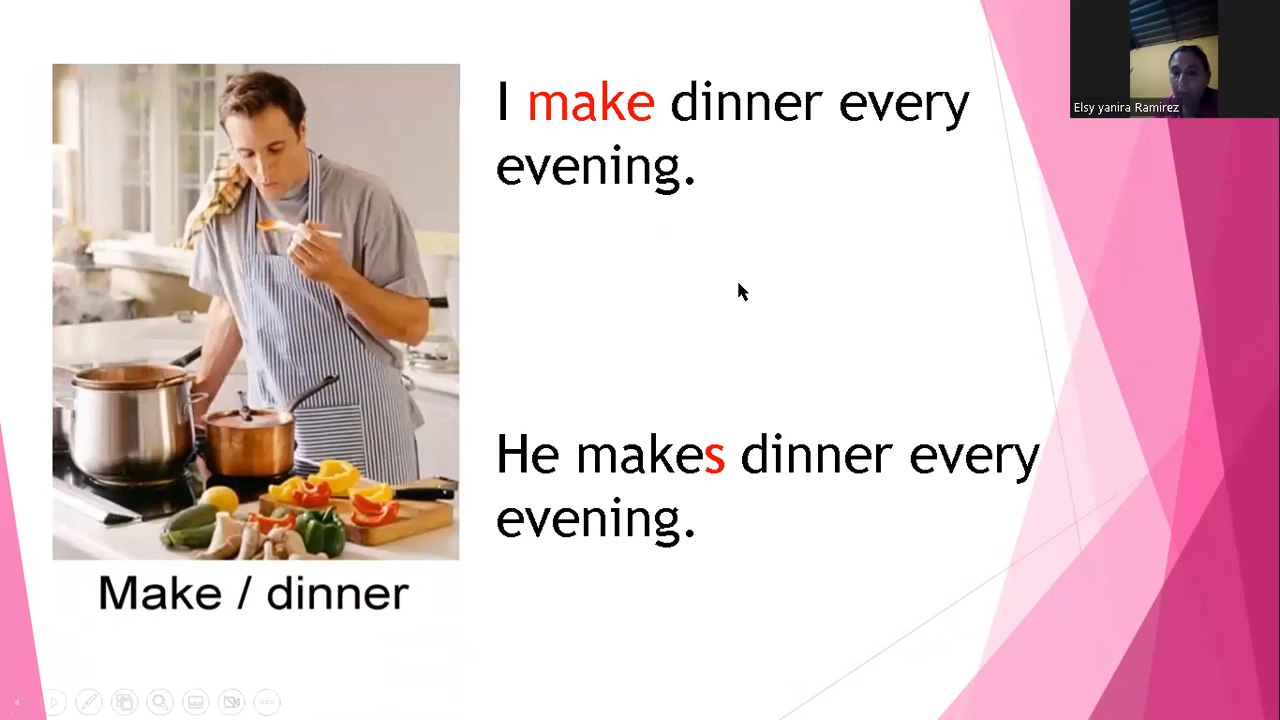 I make dinner every
evening.
Elsy yanira Ramirez
He makes dinner every
evening.
Make / dinner